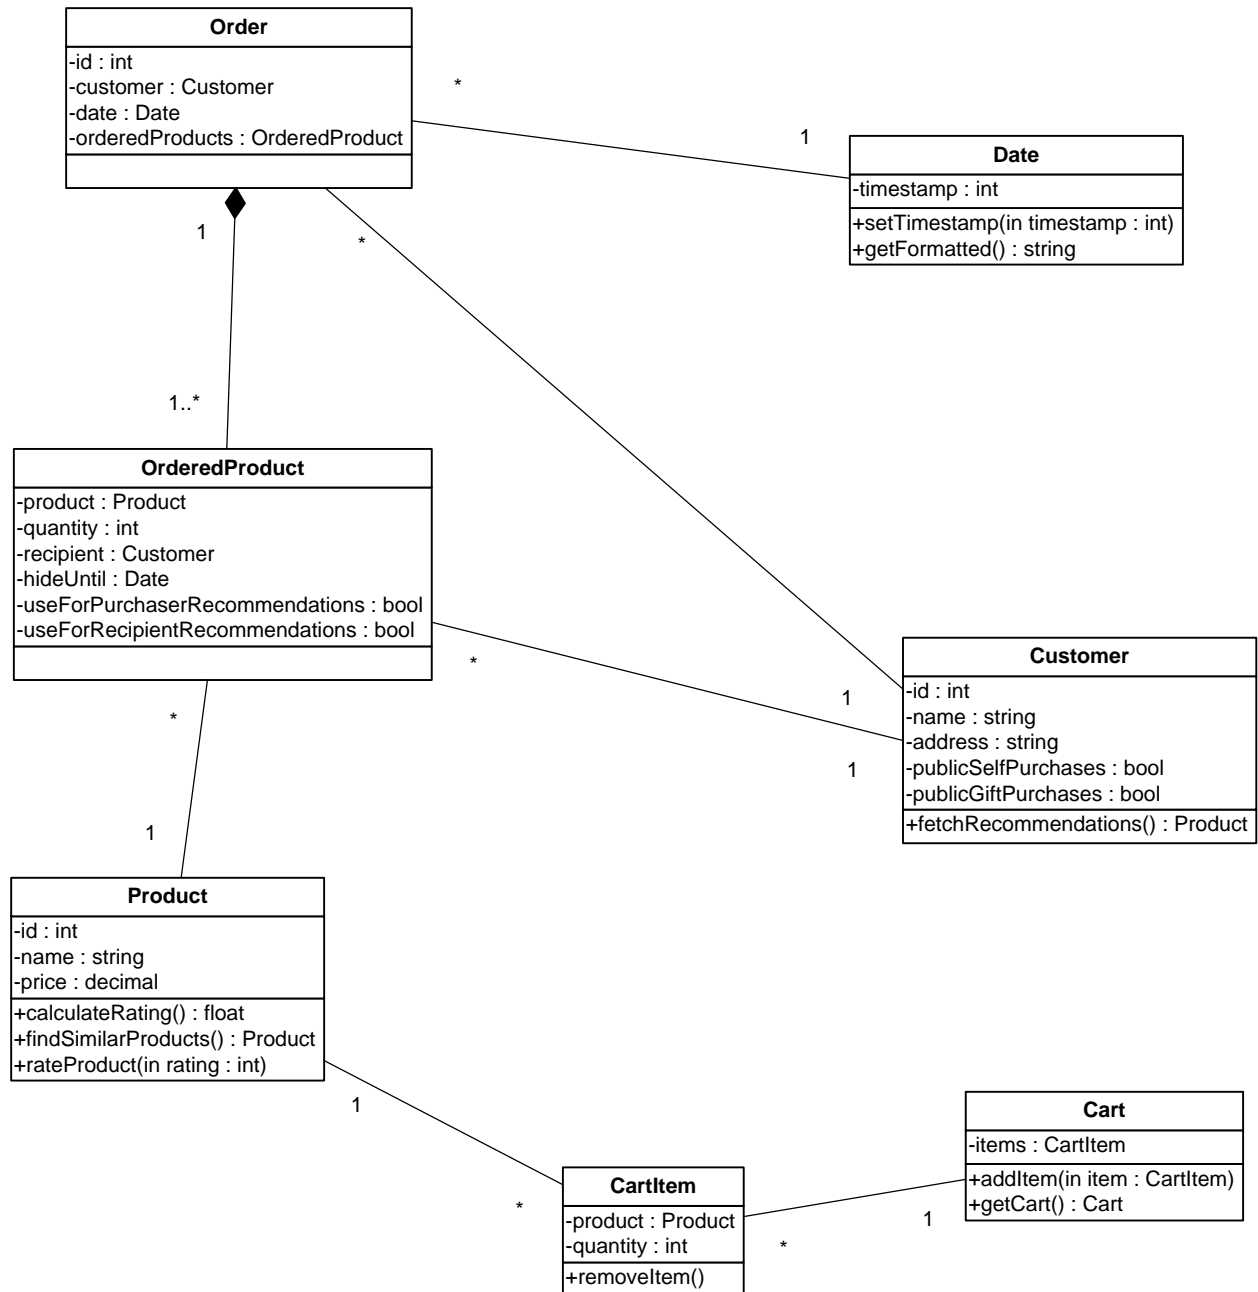 Order
-id : int
-customer : Customer
-date : Date
-orderedProducts : OrderedProduct
*
1
Date
-timestamp : int
+setTimestamp(in timestamp : int)
+getFormatted() : string
1
*
1..*
OrderedProduct
-product : Product
-quantity : int
-recipient : Customer
-hideUntil : Date
-useForPurchaserRecommendations : bool
-useForRecipientRecommendations : bool
*
*
1
1
Customer
-id : int
-name : string
-address : string
-publicSelfPurchases : bool
-publicGiftPurchases : bool
+fetchRecommendations() : Product
1
Product
-id : int
-name : string
-price : decimal
+calculateRating() : float
+findSimilarProducts() : Product
+rateProduct(in rating : int)
1
*
CartItem
-product : Product
-quantity : int
+removeItem()
*
1
Cart
-items : CartItem
+addItem(in item : CartItem)
+getCart() : Cart